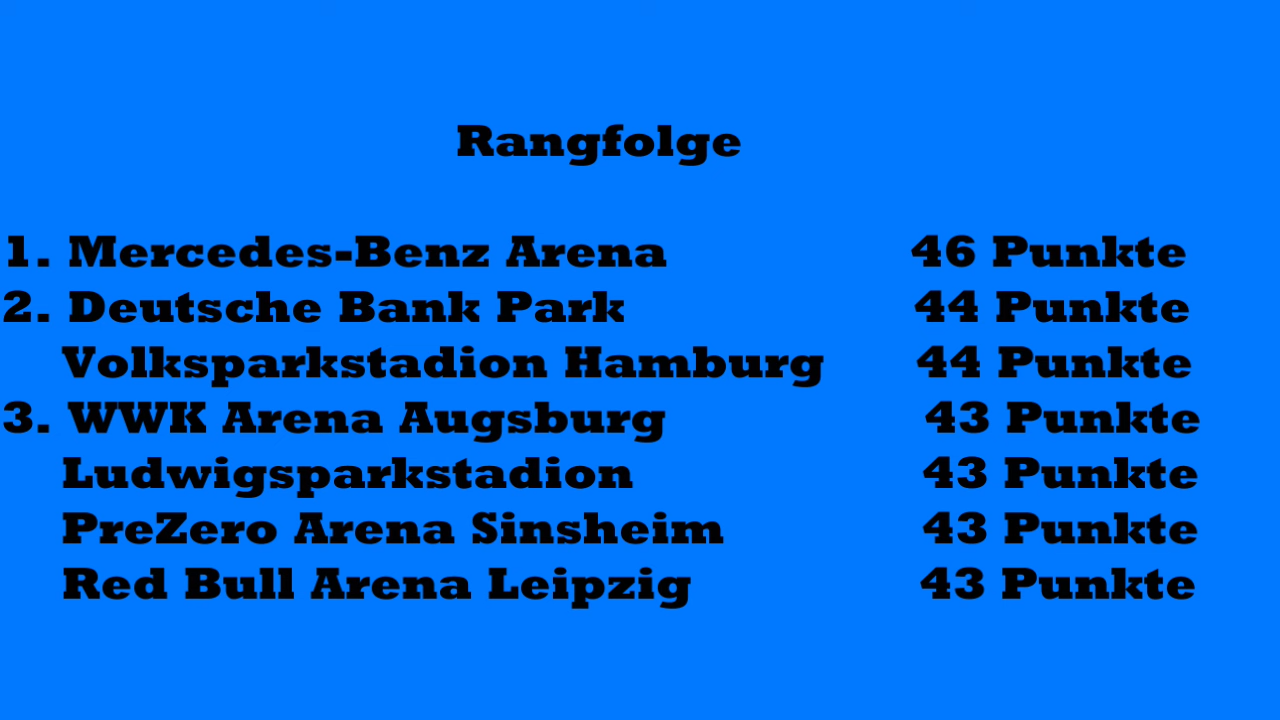 Rangfolge
1. Mercedes-Benz Arena 46 Punkte
2. Deutsche Bank Park 44 Punkte
Volksparkstadion Hamburg 44 Punkte
3. WWK Arena Augsburg 43 Punkte
Ludwigsparkstadion 43 Punkte
PreZero Arena Sinsheim 43 Punkte
Red Bull Arena Leipzig 43 Punkte